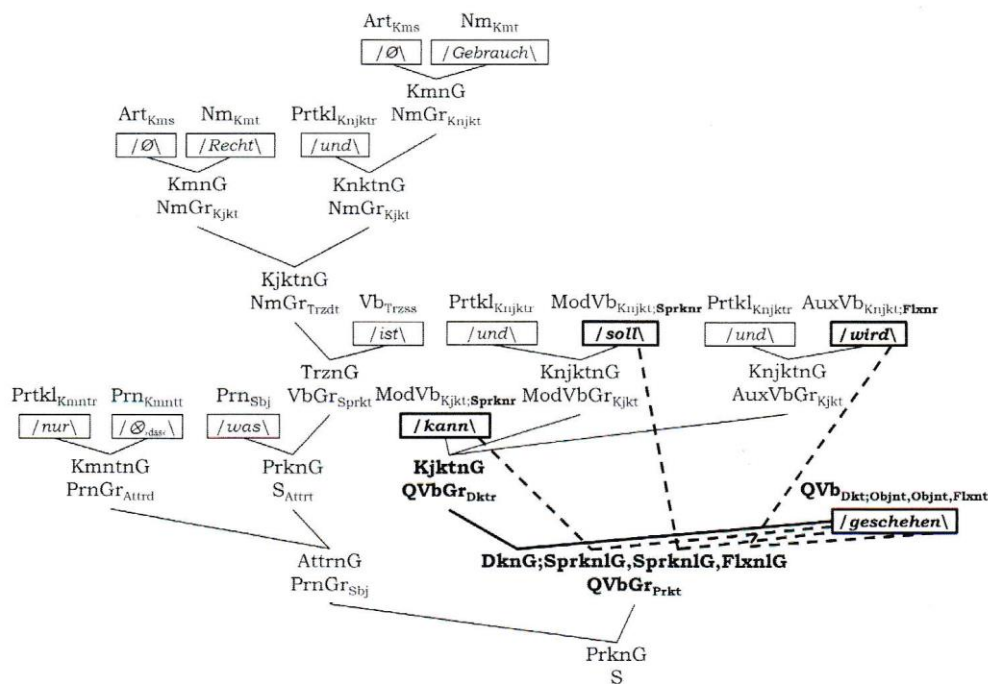 Art_Kms Nm_Kmt
/Ø\ /Gebrauch\
KmnG
NmGr_Knjkt
Art_Kms Nm_Kmt Prtkl_Knjktr
/Ø\ /Recht\ /und\
KmnG KnktnG
NmGr_Kjkt NmGr_Kjkt
KjktnG
NmGr_Trzdt Vb_Trzss Prtkl_Knjktr ModVb_Knjkt;Sprknr Prtkl_Knjktr AuxVb_Knjkt;Flxnr
/ist\ /und\ /soll\ /und\ /wird\
TrznG KnjktnG KnjktnG
Prtkl_Kmntr Prn_Kmntt Prn_Sbj VbGr_Sprkt ModVb_Kjkt;Sprknr ModVbGr_Kjkt AuxVbGr_Kjkt
/nur\ /⊗‚das‘\ /was\ /kann\
KmntnG PrknG KjktnG
PrnGr_Attrd S_Attrt QVbGr_Dktr QVb_Dkt;Objnt,Objnt,Flxnt
/geschehen\
AttrnG DknG;SprknlG,SprknlG,FlxnlG
PrnGr_Sbj QVbGr_Prkt
PrknG
S